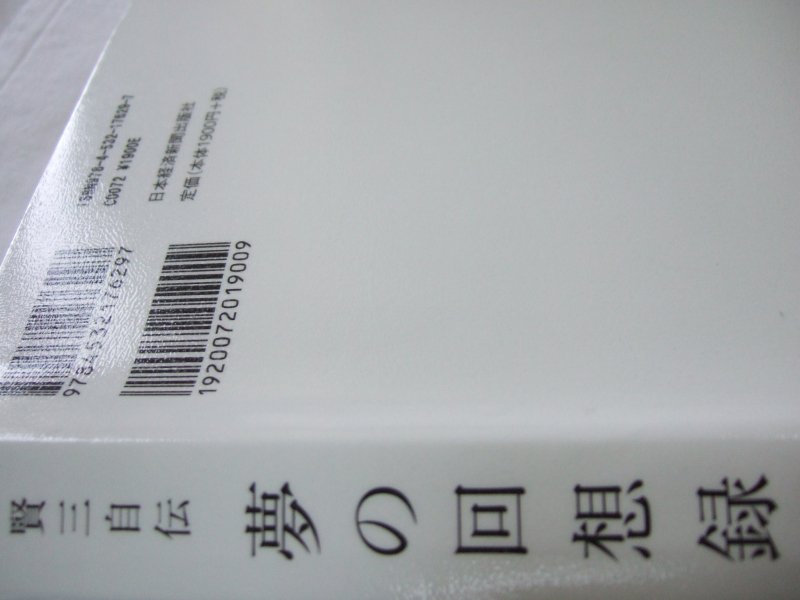 ISBN978-4-532-17629-7
C0072 ¥1900E
日本経済新聞出版社
定価(本体1900円+税)
9784532176297
1920072019009
賢三自伝 夢の回想録